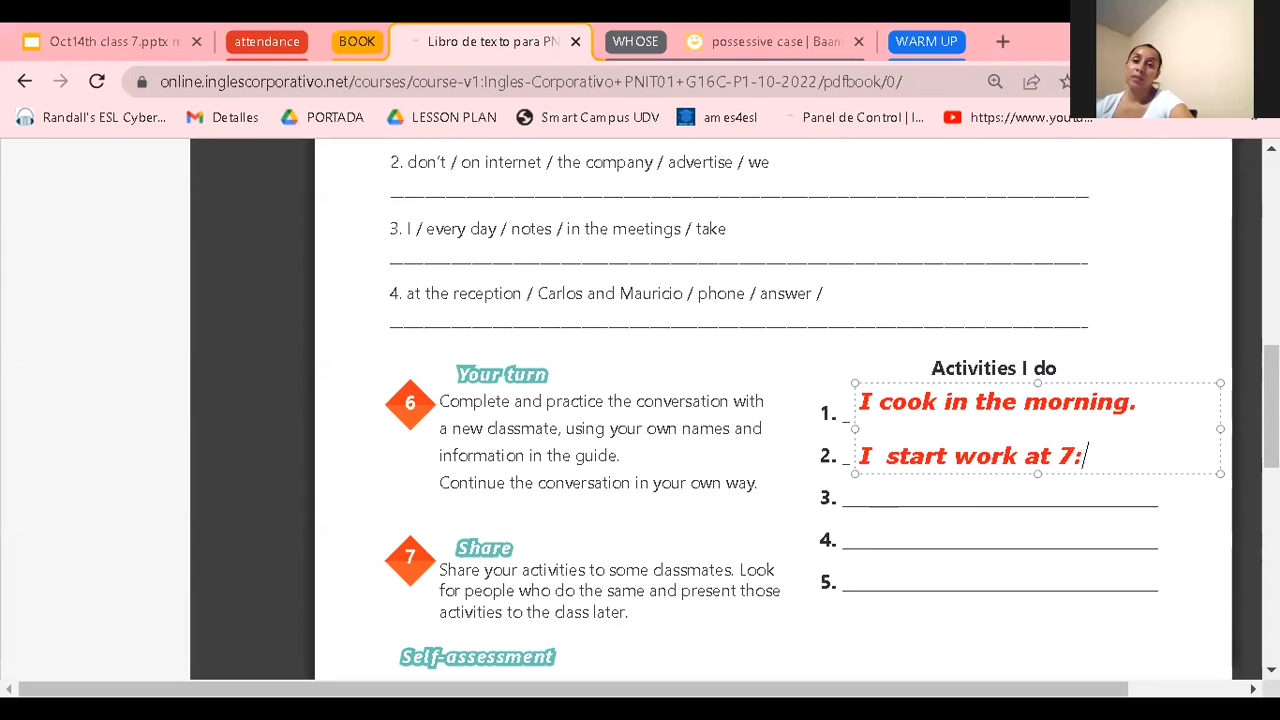 Oct14th class 7.pptx
attendance
BOOK
Libro de texto para PN
WHOSE
possessive case | Baam
WARM UP
online.inglescorporativo.net/courses/course-v1:Ingles-Corporativo+PNIT01+G16C-P1-10-2022/pdfbook/0/
Randall's ESL Cyber...
Detalles
PORTADA
LESSON PLAN
Smart Campus UDV
am es4esl
Panel de Control | I...
https://www.youtu...
2. don't / on internet / the company / advertise / we
3. I / every day / notes / in the meetings / take
4. at the reception / Carlos and Mauricio / phone / answer /
6
Your turn
Complete and practice the conversation with
a new classmate, using your own names and
information in the guide.
Continue the conversation in your own way.
7
Share
Share your activities to some classmates. Look
for people who do the same and present those
activities to the class later.
Self-assessment
Activities I do
1. I cook in the morning.
2. I start work at 7:
3.
4.
5.